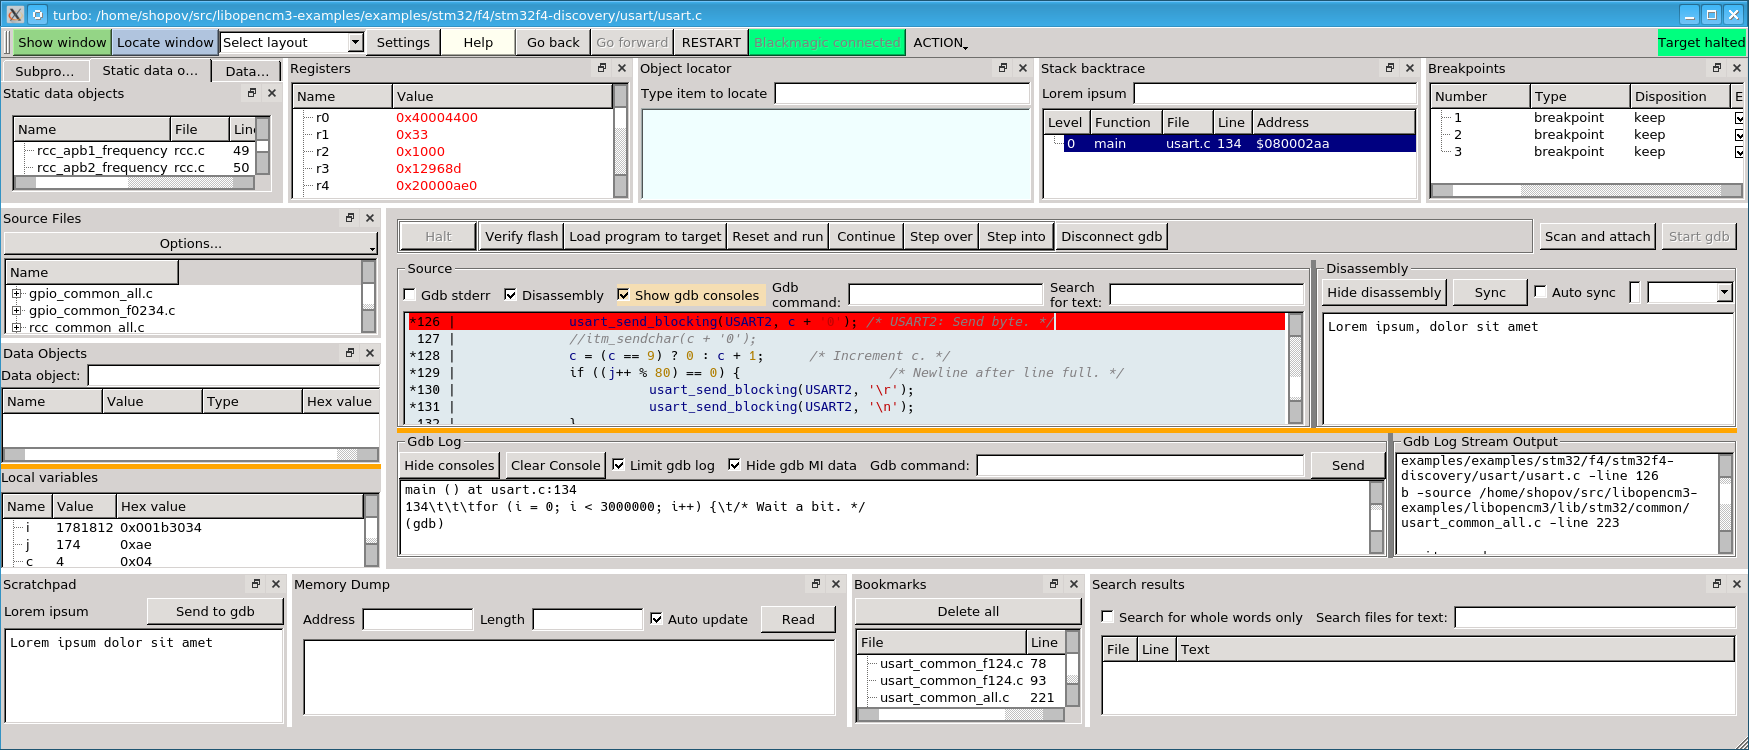 turbo: /home/shopov/src/libopencm3-examples/examples/stm32/f4/stm32f4-discovery/usart/usart.c
Show window Locate window Select layout Settings Help Go back Go forward RESTART Blackmagic connected ACTION Target halted
Subpro... Static data o... Data...
Static data objects
Name File Line
rcc_apb1_frequency rcc.c 49
rcc_apb2_frequency rcc.c 50
Registers
Name Value
r0 0x40004400
r1 0x33
r2 0x1000
r3 0x12968d
r4 0x20000ae0
Object locator
Type item to locate
Stack backtrace
Lorem ipsum
Level Function File Line Address
0 main usart.c 134 $080002aa
Breakpoints
Number Type Disposition E
1 breakpoint keep
2 breakpoint keep
3 breakpoint keep
Source Files
Options...
Name
gpio_common_all.c
gpio_common_f0234.c
rcc_common_all.c
Data Objects
Data object:
Name Value Type Hex value
Local variables
Name Value Hex value
i 1781812 0x001b3034
j 174 0xae
c 4 0x04
Halt Verify flash Load program to target Reset and run Continue Step over Step into Disconnect gdb Scan and attach Start gdb
Source
Gdb stderr Disassembly Show gdb consoles Gdb command: Search for text:
*126 | usart_send_blocking(USART2, c + '0'); /* USART2: Send byte. */
127 | //itm_sendchar(c + '0');
*128 | c = (c == 9) ? 0 : c + 1; /* Increment c. */
*129 | if ((j++ % 80) == 0) { /* Newline after line full. */
*130 | usart_send_blocking(USART2, '\r');
*131 | usart_send_blocking(USART2, '\n');
132 | }
Disassembly
Hide disassembly Sync Auto sync
Lorem ipsum, dolor sit amet
Gdb Log
Hide consoles Clear Console Limit gdb log Hide gdb MI data Gdb command: Send
main () at usart.c:134
134\t\t\tfor (i = 0; i < 3000000; i++) {\t/* Wait a bit. */
(gdb)
Gdb Log Stream Output
examples/examples/stm32/f4/stm32f4-
discovery/usart/usart.c -line 126
b -source /home/shopov/src/libopencm3-
examples/libopencm3/lib/stm32/common/
usart_common_all.c -line 223
Scratchpad
Lorem ipsum Send to gdb
Lorem ipsum dolor sit amet
Memory Dump
Address Length Auto update Read
Bookmarks
Delete all
File Line
usart_common_f124.c 78
usart_common_f124.c 93
usart_common_all.c 221
Search results
Search for whole words only Search files for text:
File Line Text